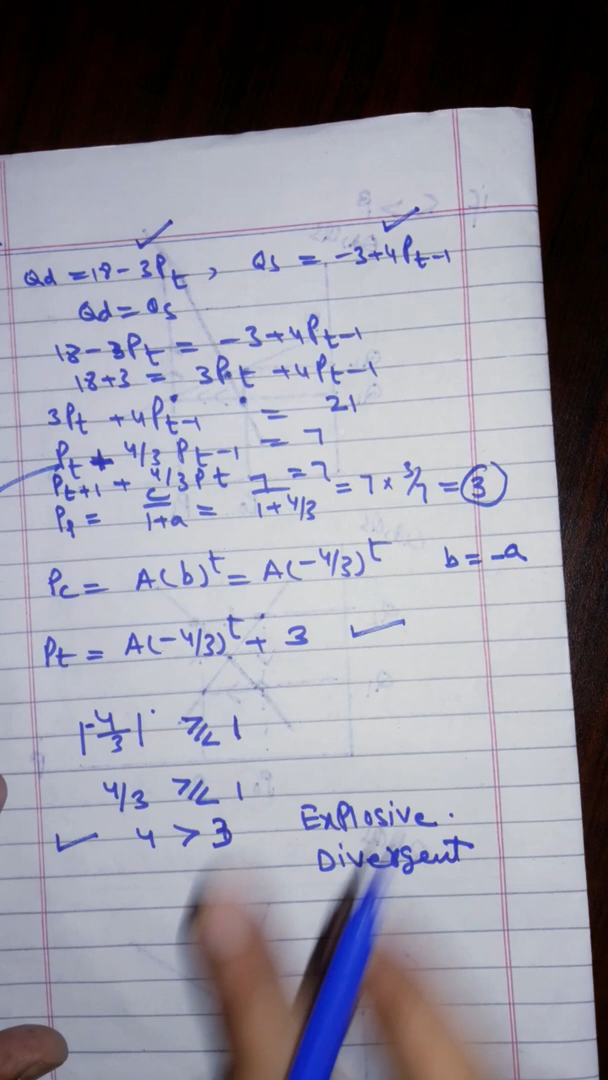 Qd = 18 - 3Pt , Qs = -3+4Pt-1
Qd = Qs
18-3Pt = -3+4Pt-1
18+3 = 3Pt +4Pt-1
3Pt +4Pt-1 = 21
Pt + 4/3 Pt-1 = 7
Pt+1 + 4/3 Pt = 7
= c/1+a = 7/1+4/3 = 7 x 3/7 = 3
Pc = A(b)^t = A(-4/3)^t b = -a
Pt = A(-4/3)^t + 3
|-4/3| 1
4/3 1
4 > 3 Explosive.
Divergent